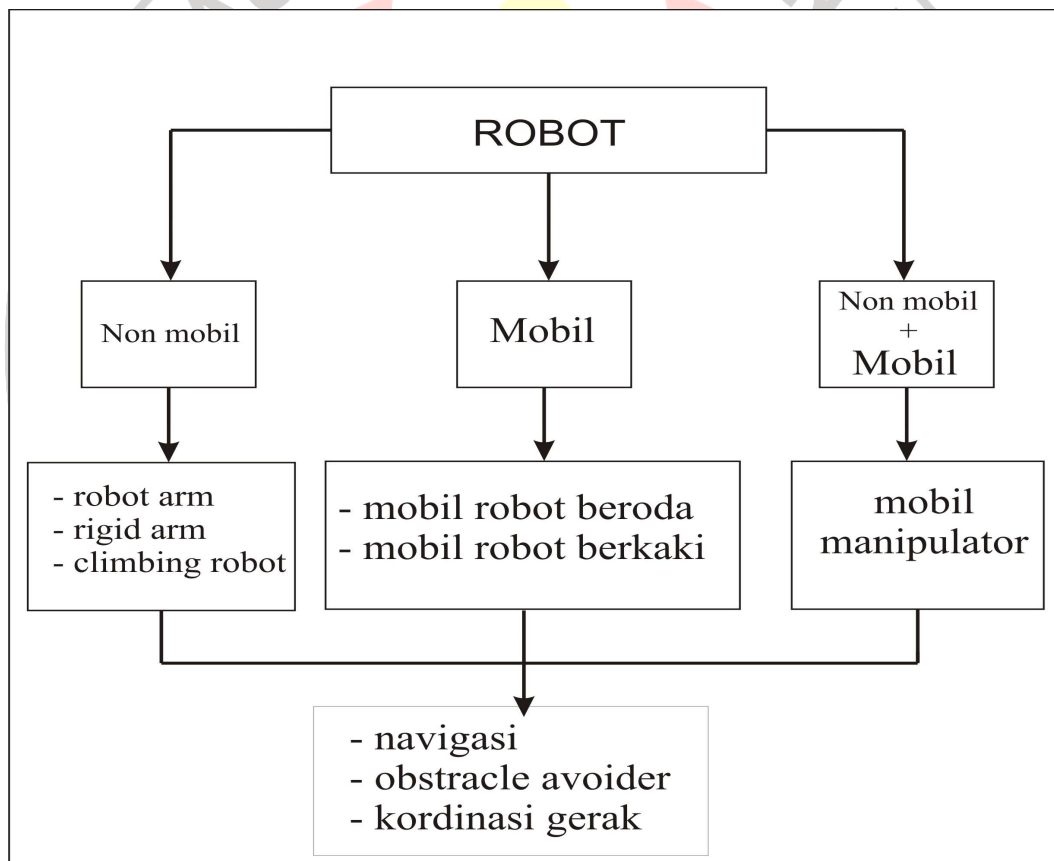 ROBOT
Non mobil
Mobil
Non mobil
+
Mobil
- robot arm
- rigid arm
- climbing robot
- mobil robot beroda
- mobil robot berkaki
mobil
manipulator
- navigasi
- obstracle avoider
- kordinasi gerak